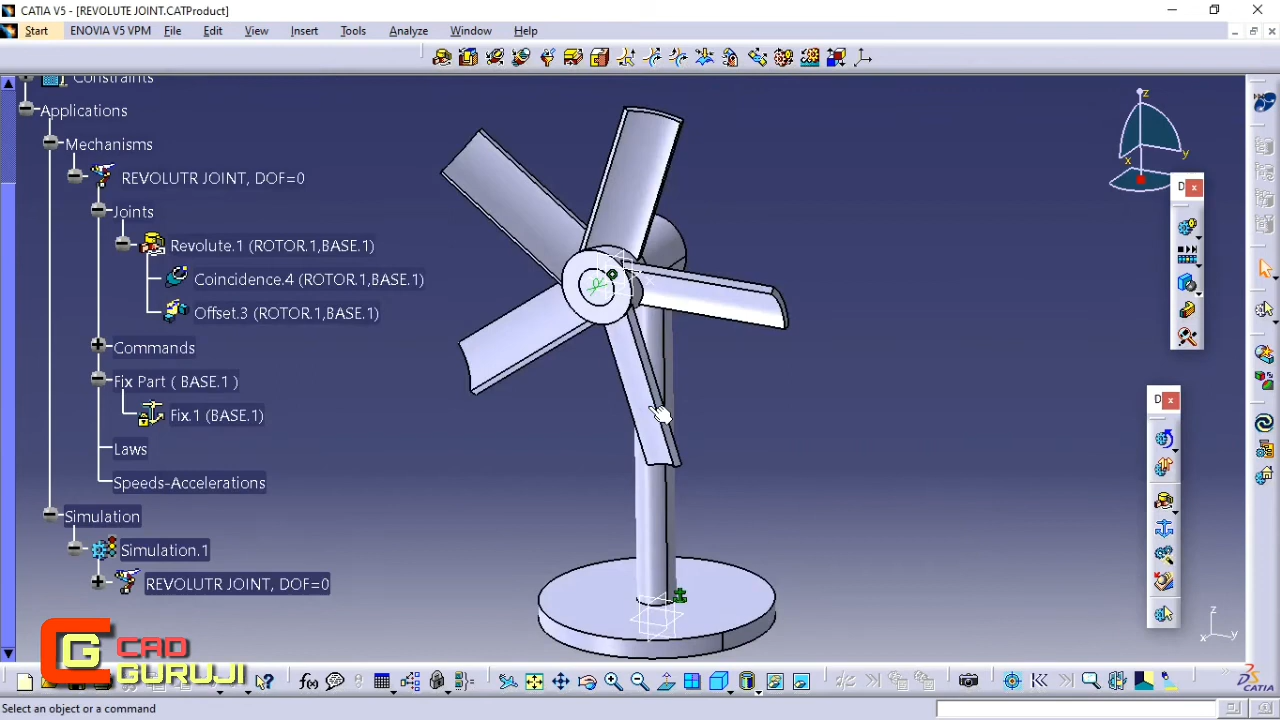 CATIA V5 - [REVOLUTE JOINT.CATProduct]
Start ENOVIA V5 VPM File Edit View Insert Tools Analyze Window Help
Constraints
Applications
Mechanisms
REVOLUTR JOINT, DOF=0
Joints
Revolute.1 (ROTOR.1,BASE.1)
Coincidence.4 (ROTOR.1,BASE.1)
Offset.3 (ROTOR.1,BASE.1)
Commands
Fix Part ( BASE.1 )
Fix.1 (BASE.1)
Laws
Speeds-Accelerations
Simulation
Simulation.1
REVOLUTR JOINT, DOF=0
z
x
y
D
D
z
x
y
CG CAD
GURUJI
f(x)
CATIA
Select an object or a command